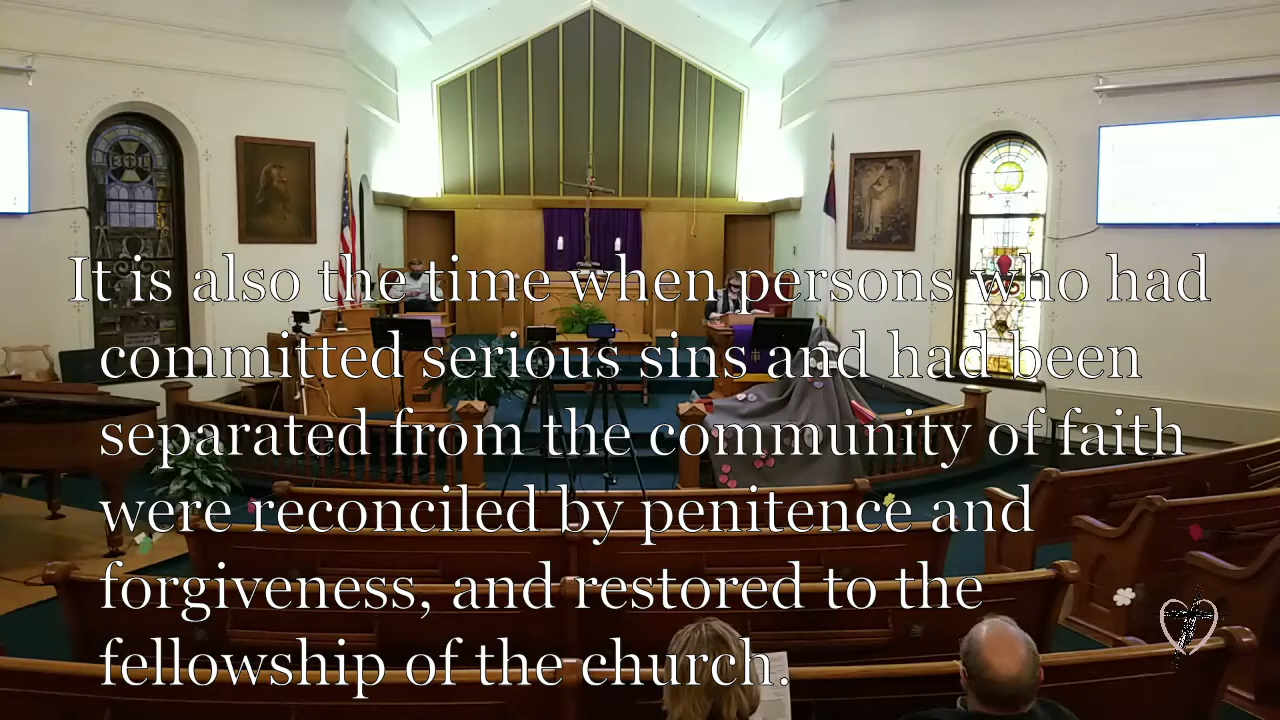 It is also the time when persons who had
committed serious sins and had been
separated from the community of faith
were reconciled by penitence and
forgiveness, and restored to the
fellowship of the church.